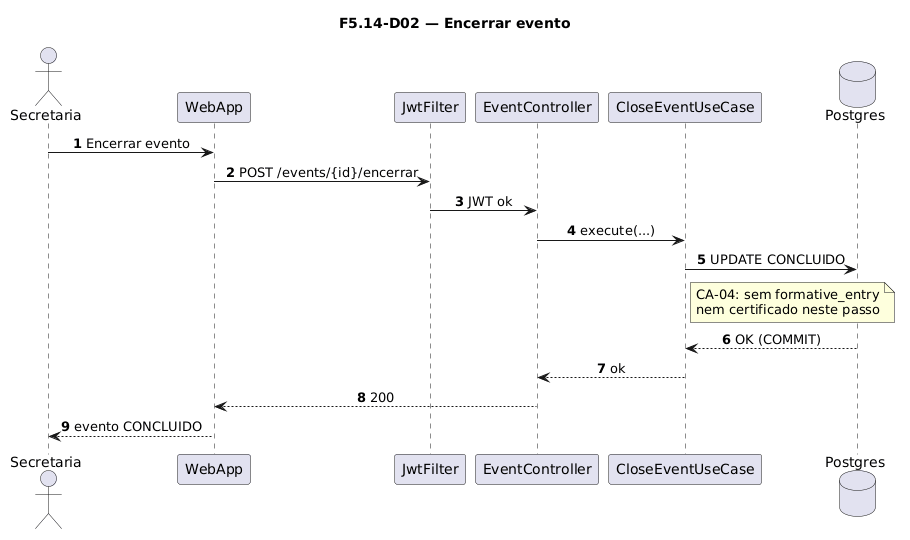 F5.14-D02 — Encerrar evento
Secretaria
WebApp
JwtFilter
EventController
CloseEventUseCase
Postgres
1 Encerrar evento
2 POST /events/{id}/encerrar
3 JWT ok
4 execute(...)
5 UPDATE CONCLUIDO
CA-04: sem formative_entry
nem certificado neste passo
6 OK (COMMIT)
7 ok
8 200
9 evento CONCLUIDO
Secretaria
WebApp
JwtFilter
EventController
CloseEventUseCase
Postgres